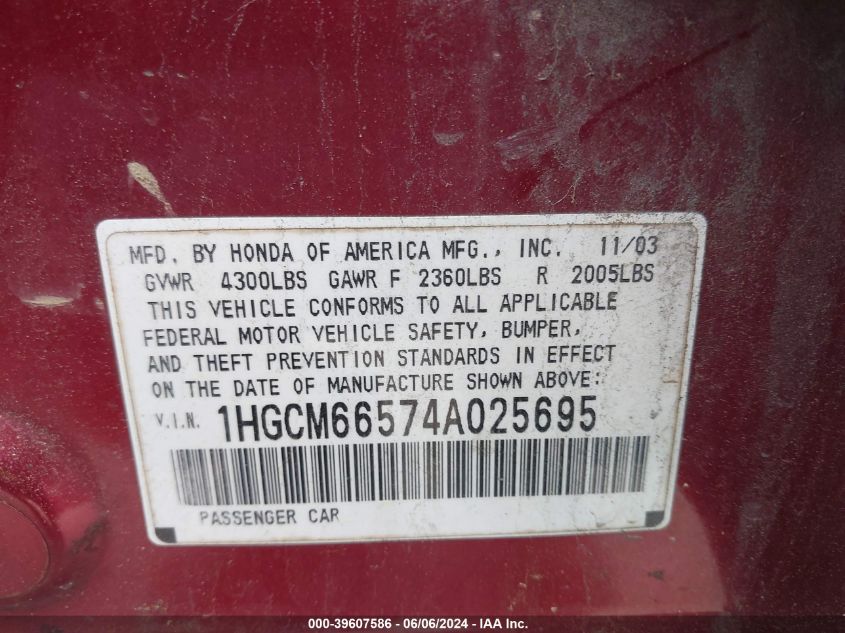 MFD. BY HONDA OF AMERICA MFG., INC. 11/03
GVWR 4300LBS GAWR F 2360LBS R 2005LBS
THIS VEHICLE CONFORMS TO ALL APPLICABLE
FEDERAL MOTOR VEHICLE SAFETY, BUMPER,
AND THEFT PREVENTION STANDARDS IN EFFECT
ON THE DATE OF MANUFACTURE SHOWN ABOVE:
V.I.N. 1HGCM66574A025695
PASSENGER CAR
000-39607586 - 06/06/2024 - IAA Inc.